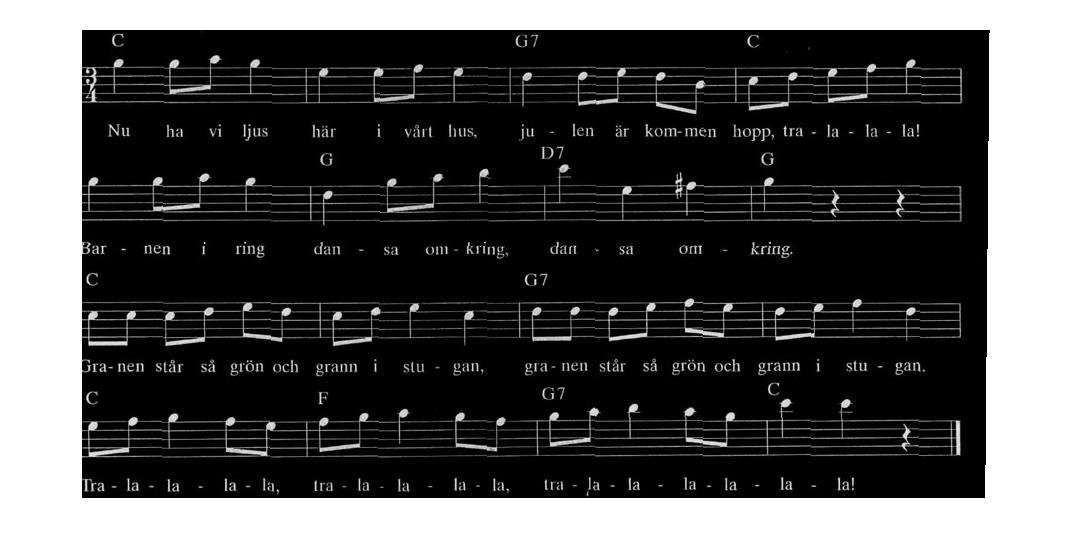 C G7 C
3
4
Nu ha vi ljus här i vårt hus, ju - len är kom-men hopp, tra - la - la - la!
G D7 G
Bar - nen i ring dan - sa om - kring, dan - sa om - kring.
C G7
Gra- nen står så grön och grann i stu - gan, gra - nen står så grön och grann i stu - gan.
C F G7 C
Tra - la - la - la - la, tra - la - la - la - la, tra - la - la - la - la - la - la!